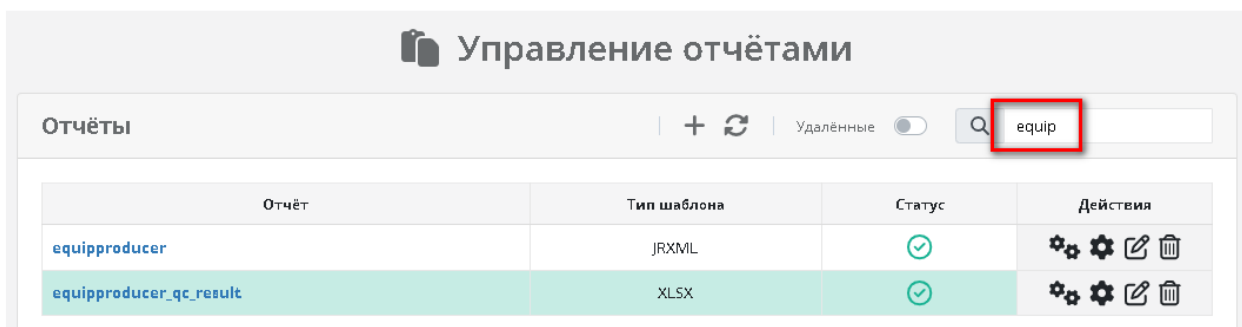 Управление отчётами
Отчёты Удалённые equip
Отчёт Тип шаблона Статус Действия
equipproducer JRXML
equipproducer_qc_result XLSX